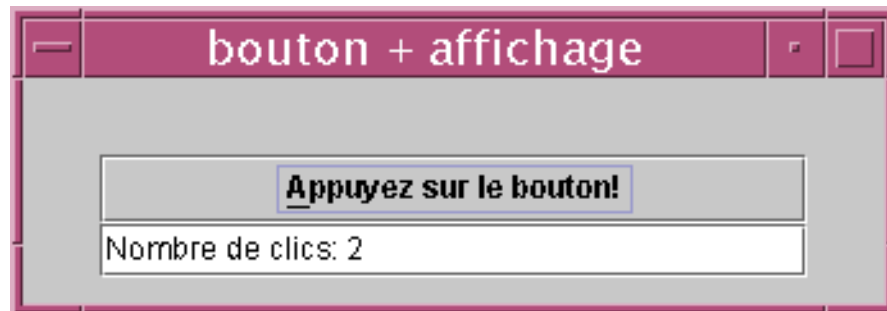 bouton + affichage
Appuyez sur le bouton!
Nombre de clics: 2